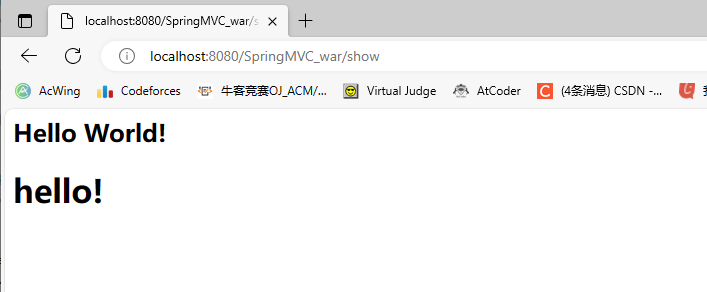 localhost:8080/SpringMVC_war/s
localhost:8080/SpringMVC_war/show
AcWing Codeforces 牛客竞赛OJ_ACM/... Virtual Judge AtCoder (4条消息) CSDN -...
Hello World!
hello!